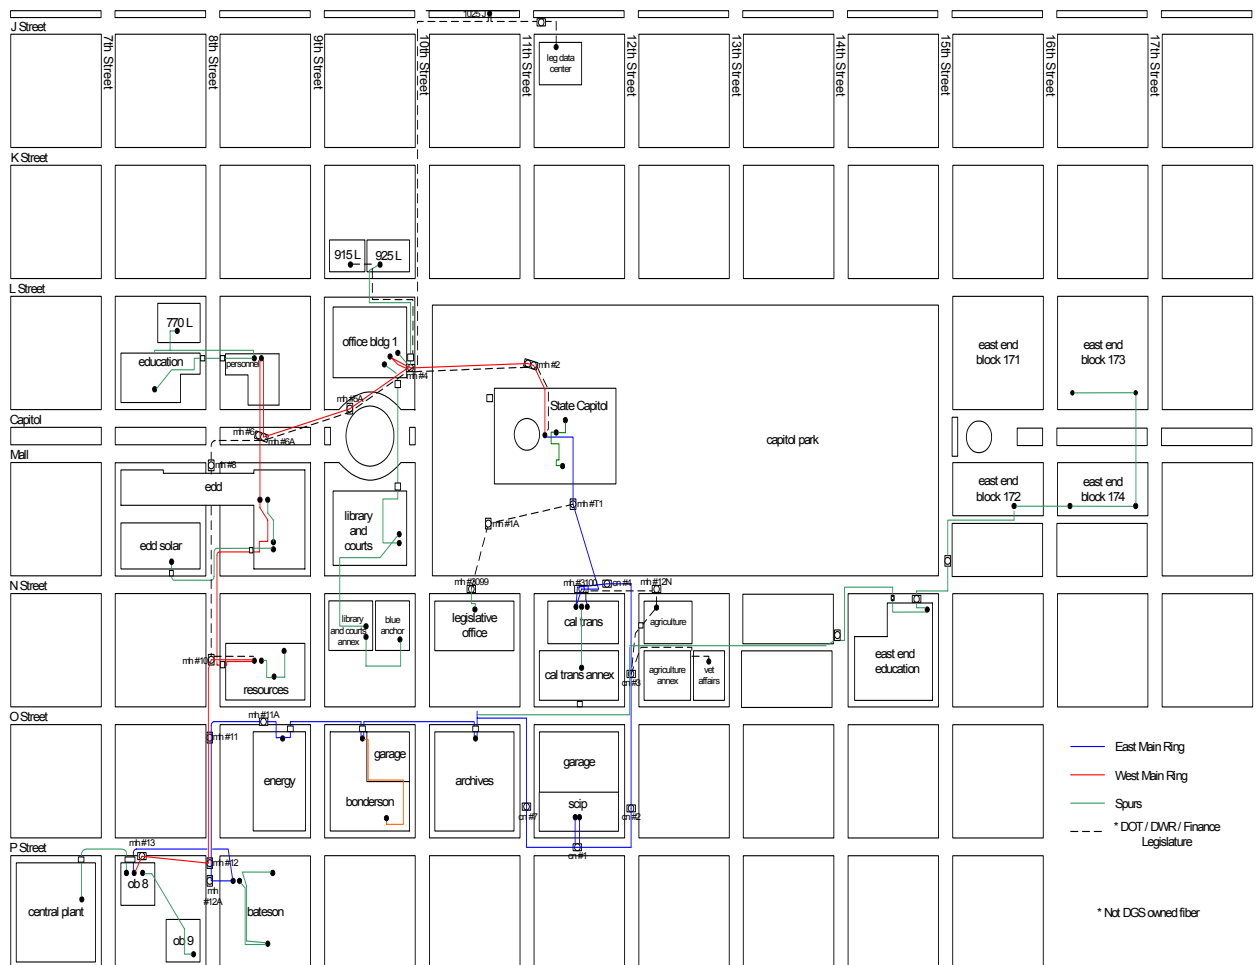 1025 J
J Street
7th Street
8th Street
9th Street
10th Street
11th Street
12th Street
13th Street
14th Street
15th Street
16th Street
17th Street
leg data
center
K Street
915 L
925 L
L Street
770 L
office bldg 1
education
personnel
mh #4
mh #2
east end
block 171
east end
block 173
mh #5A
State Capitol
Capitol
mh #6
mh #6A
capitol park
Mall
mh #8
edd
east end
block 172
east end
block 174
mh #T1
library
and
courts
mh #1A
edd solar
N Street
mh #3099
mh #3100
cn #4
mh #12N
library
and courts
annex
blue
anchor
legislative
office
cal trans
agriculture
east end
education
mh #10
resources
cal trans annex
cn #3
agriculture
annex
vet
affairs
O Street
mh #11A
mh #11
garage
garage
East Main Ring
energy
archives
West Main Ring
bonderson
scip
Spurs
cn #7
cn #2
* DOT / DWR / Finance
Legislature
P Street
mh #13
cn #1
mh #12
ob 8
mh
#12A
central plant
bateson
* Not DGS owned fiber
ob 9